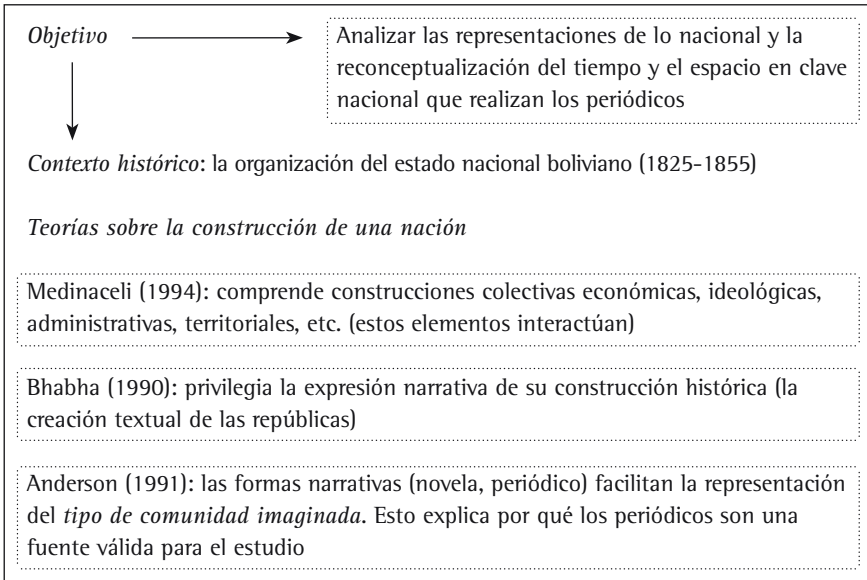 Objetivo
Analizar las representaciones de lo nacional y la
reconceptualización del tiempo y el espacio en clave
nacional que realizan los periódicos
Contexto histórico: la organización del estado nacional boliviano (1825-1855)
Teorías sobre la construcción de una nación
Medinaceli (1994): comprende construcciones colectivas económicas, ideológicas,
administrativas, territoriales, etc. (estos elementos interactúan)
Bhabha (1990): privilegia la expresión narrativa de su construcción histórica (la
creación textual de las repúblicas)
Anderson (1991): las formas narrativas (novela, periódico) facilitan la representación
del tipo de comunidad imaginada. Esto explica por qué los periódicos son una
fuente válida para el estudio